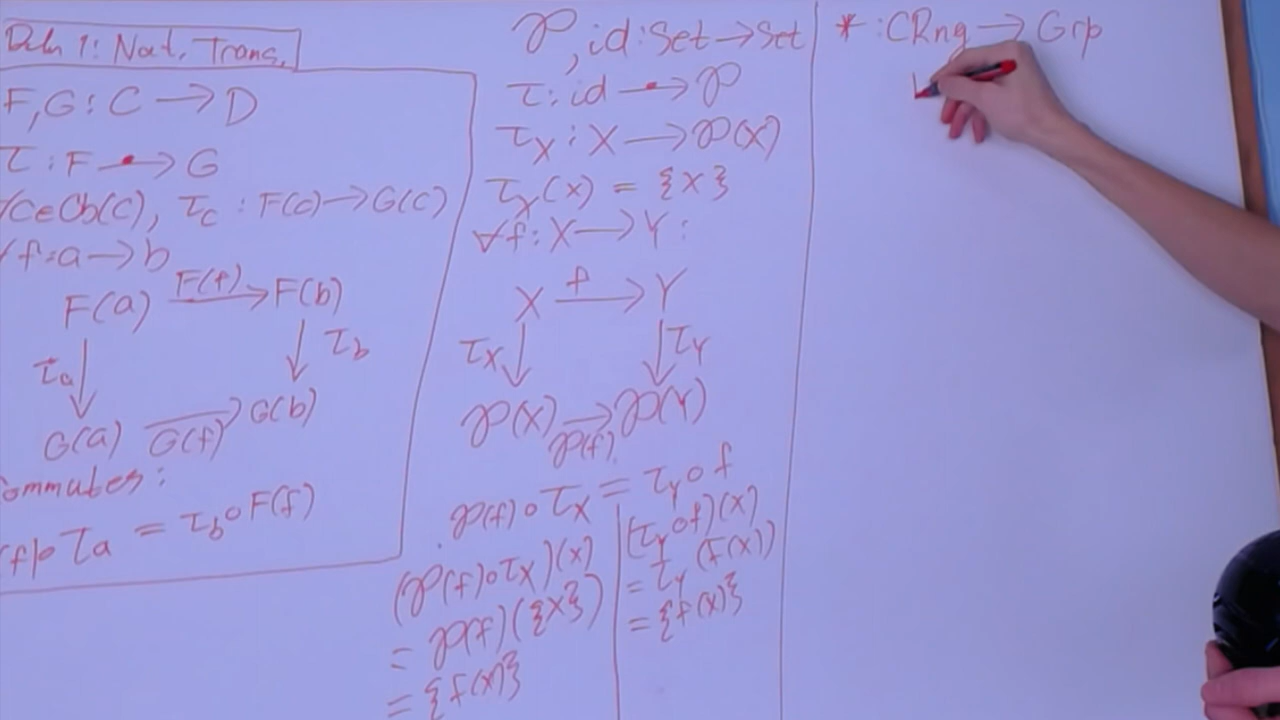 Defn 1: Nat. Trans.
F,G: C → D
τ: F → G
∀C∈Ob(C), τ_c : F(c) → G(c)
∀f: a → b
F(a) F(f) → F(b)
τ_a ↓ ↓ τ_b
G(a) → G(b)
G(f)
Commutes:
(f) ∘ τ_a = τ_b ∘ F(f)
𝒫, id: Set → Set
τ: id → 𝒫
τ_X : X → 𝒫(X)
τ_X(x) = {x}
∀f: X → Y:
X f → Y
τ_X ↓ ↓ τ_Y
𝒫(X) → 𝒫(Y)
𝒫(f)
𝒫(f) ∘ τ_X = τ_Y ∘ f
(𝒫(f) ∘ τ_X)(x)
= 𝒫(f)({x})
= {f(x)}
(τ_Y ∘ f)(x)
= τ_Y (f(x))
= {f(x)}
* : CRng → Grp